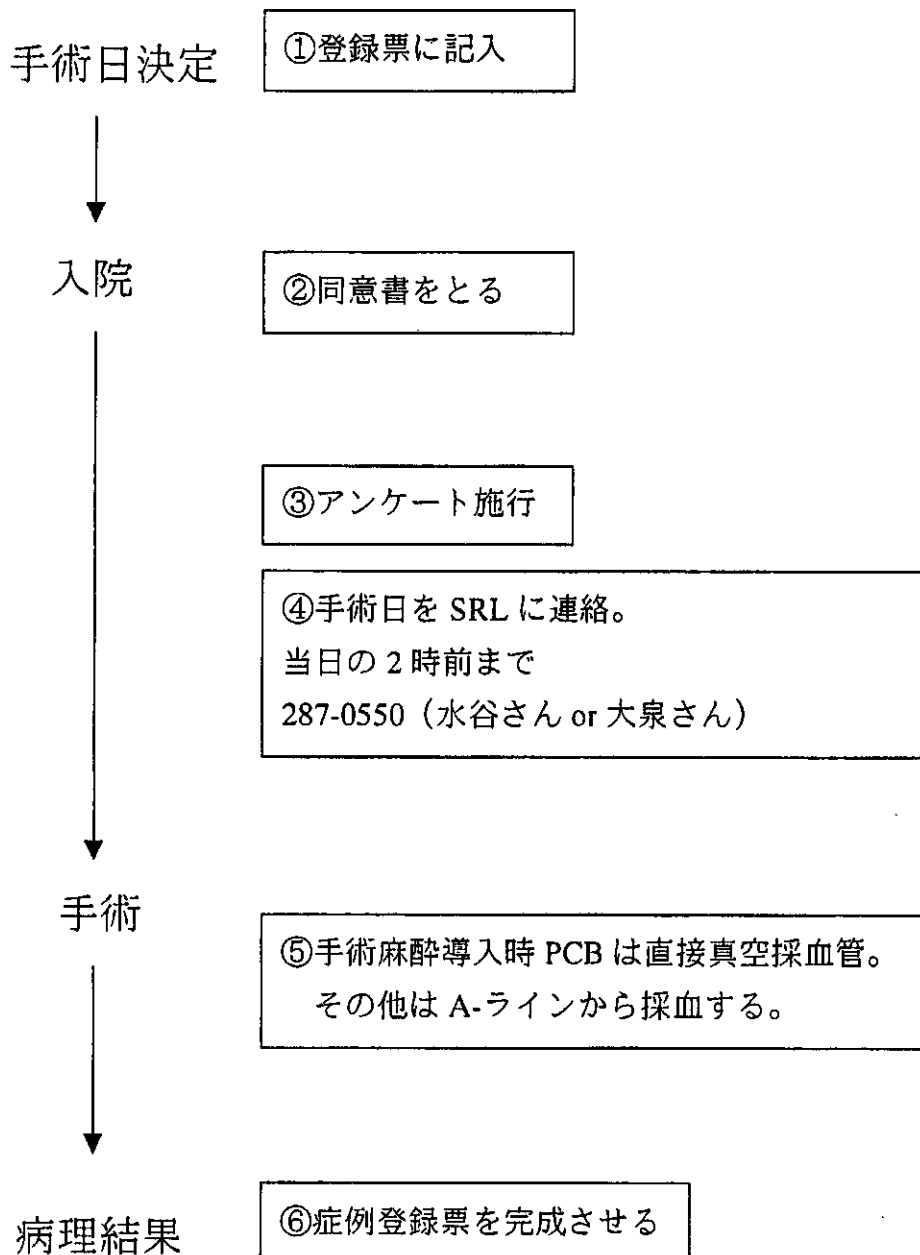 手術日決定
①登録票に記入
入院
②同意書をとる
③アンケート施行
④手術日を SRL に連絡。
当日の 2 時前まで
287-0550（水谷さん or 大泉さん）
手術
⑤手術麻酔導入時 PCB は直接真空採血管。
その他は A-ラインから採血する。
病理結果
⑥症例登録票を完成させる